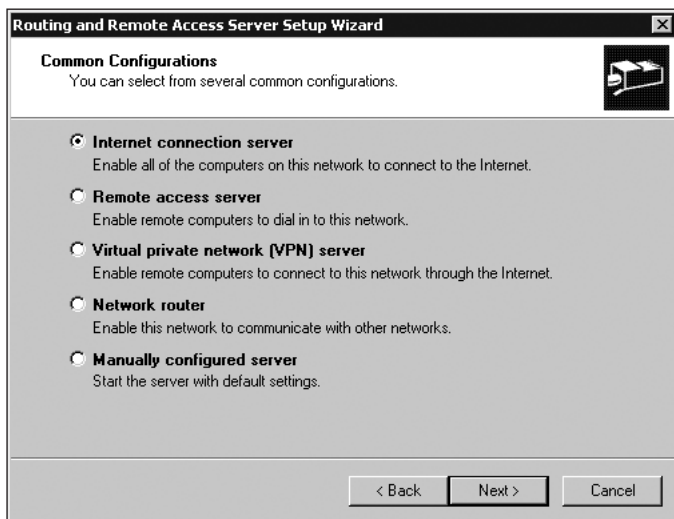 Routing and Remote Access Server Setup Wizard
Common Configurations
You can select from several common configurations.
Internet connection server
Enable all of the computers on this network to connect to the Internet.
Remote access server
Enable remote computers to dial in to this network.
Virtual private network (VPN) server
Enable remote computers to connect to this network through the Internet.
Network router
Enable this network to communicate with other networks.
Manually configured server
Start the server with default settings.
< Back Next > Cancel